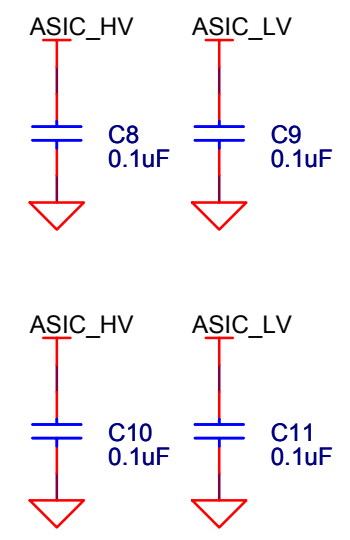 ASIC_HV
ASIC_LV
C8
0.1uF
C9
0.1uF
ASIC_HV
ASIC_LV
C10
0.1uF
C11
0.1uF